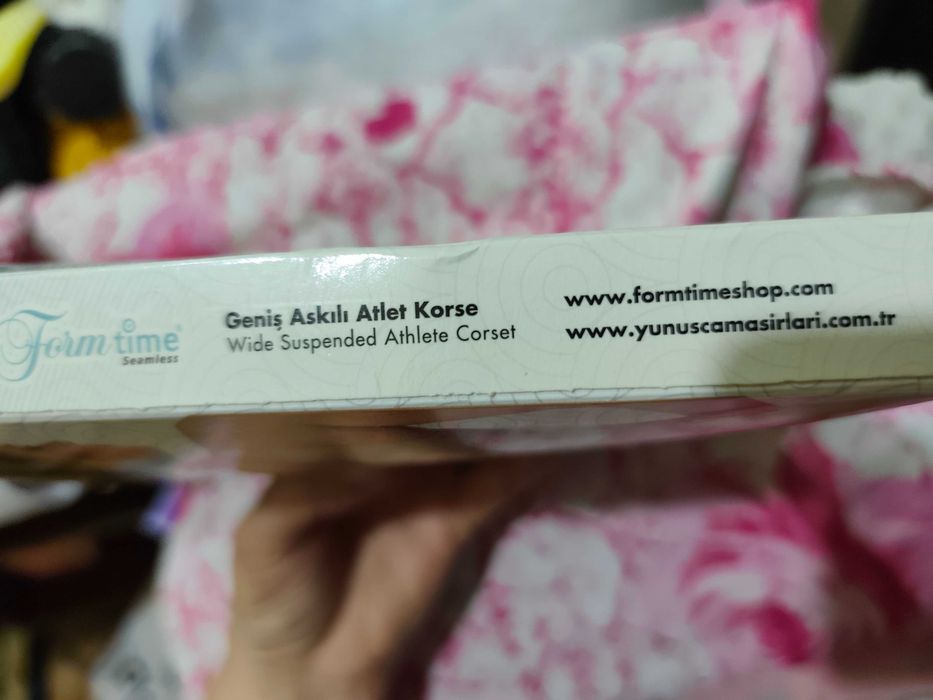 Form time
Seamless
Geniş Askılı Atlet Korse
Wide Suspended Athlete Corset
www.formtimeshop.com
www.yunuscamasirlari.com.tr